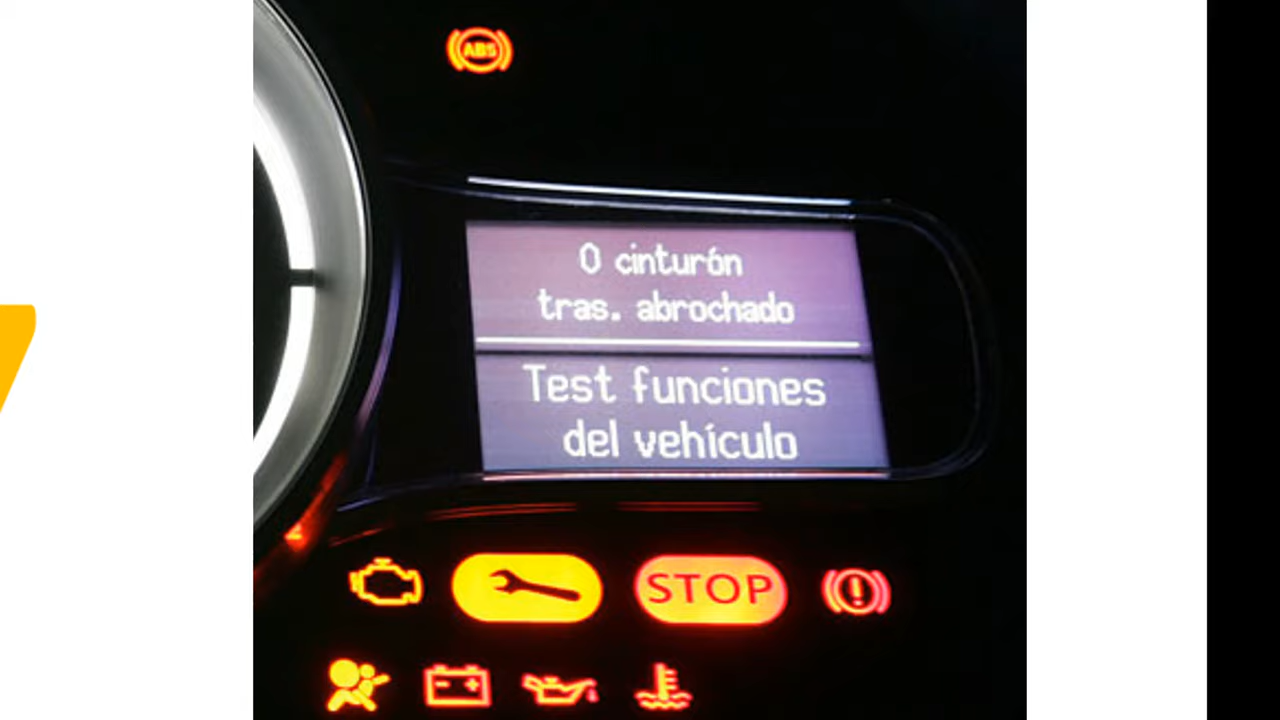 ABS
0 cinturón
tras. abrochado
Test funciones
del vehículo
STOP